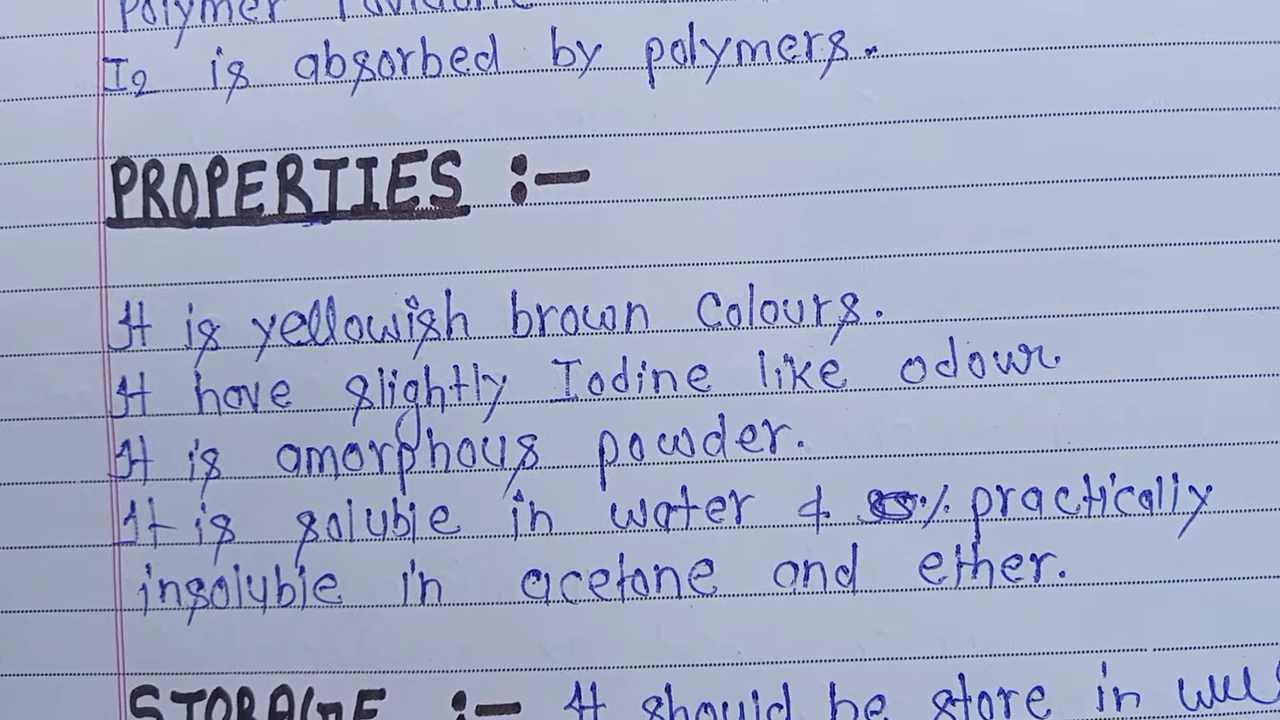 Polymer
I2 is absorbed by polymers.
PROPERTIES :-
It is yellowish brown colours.
It have slightly Iodine like odour
It is amorphous powder.
It is soluble in water & % practically
insoluble in acetone and ether.
STORAGE :- It should be store in